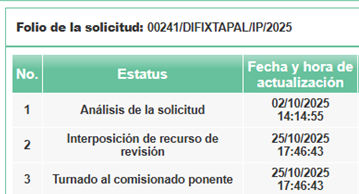 Folio de la solicitud: 00241/DIFIXTAPAL/IP/2025
No.
Estatus
Fecha y hora de
actualización
1
Análisis de la solicitud
02/10/2025
14:14:55
2
Interposición de recurso de
revisión
25/10/2025
17:46:43
3
Turnado al comisionado ponente
25/10/2025
17:46:43